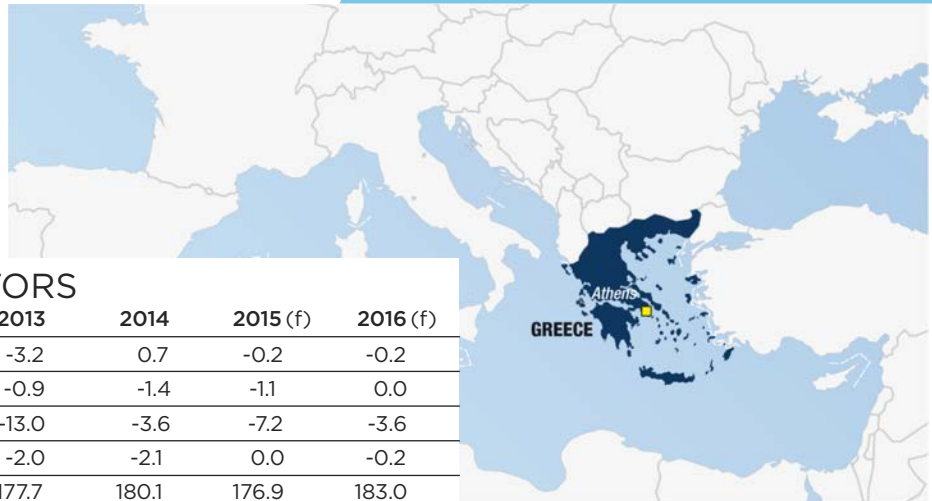 TORS
2013 2014 2015 (f) 2016 (f)
-3.2 0.7 -0.2 -0.2
-0.9 -1.4 -1.1 0.0
-13.0 -3.6 -7.2 -3.6
-2.0 -2.1 0.0 -0.2
177.7 180.1 176.9 183.0
Athens
GREECE